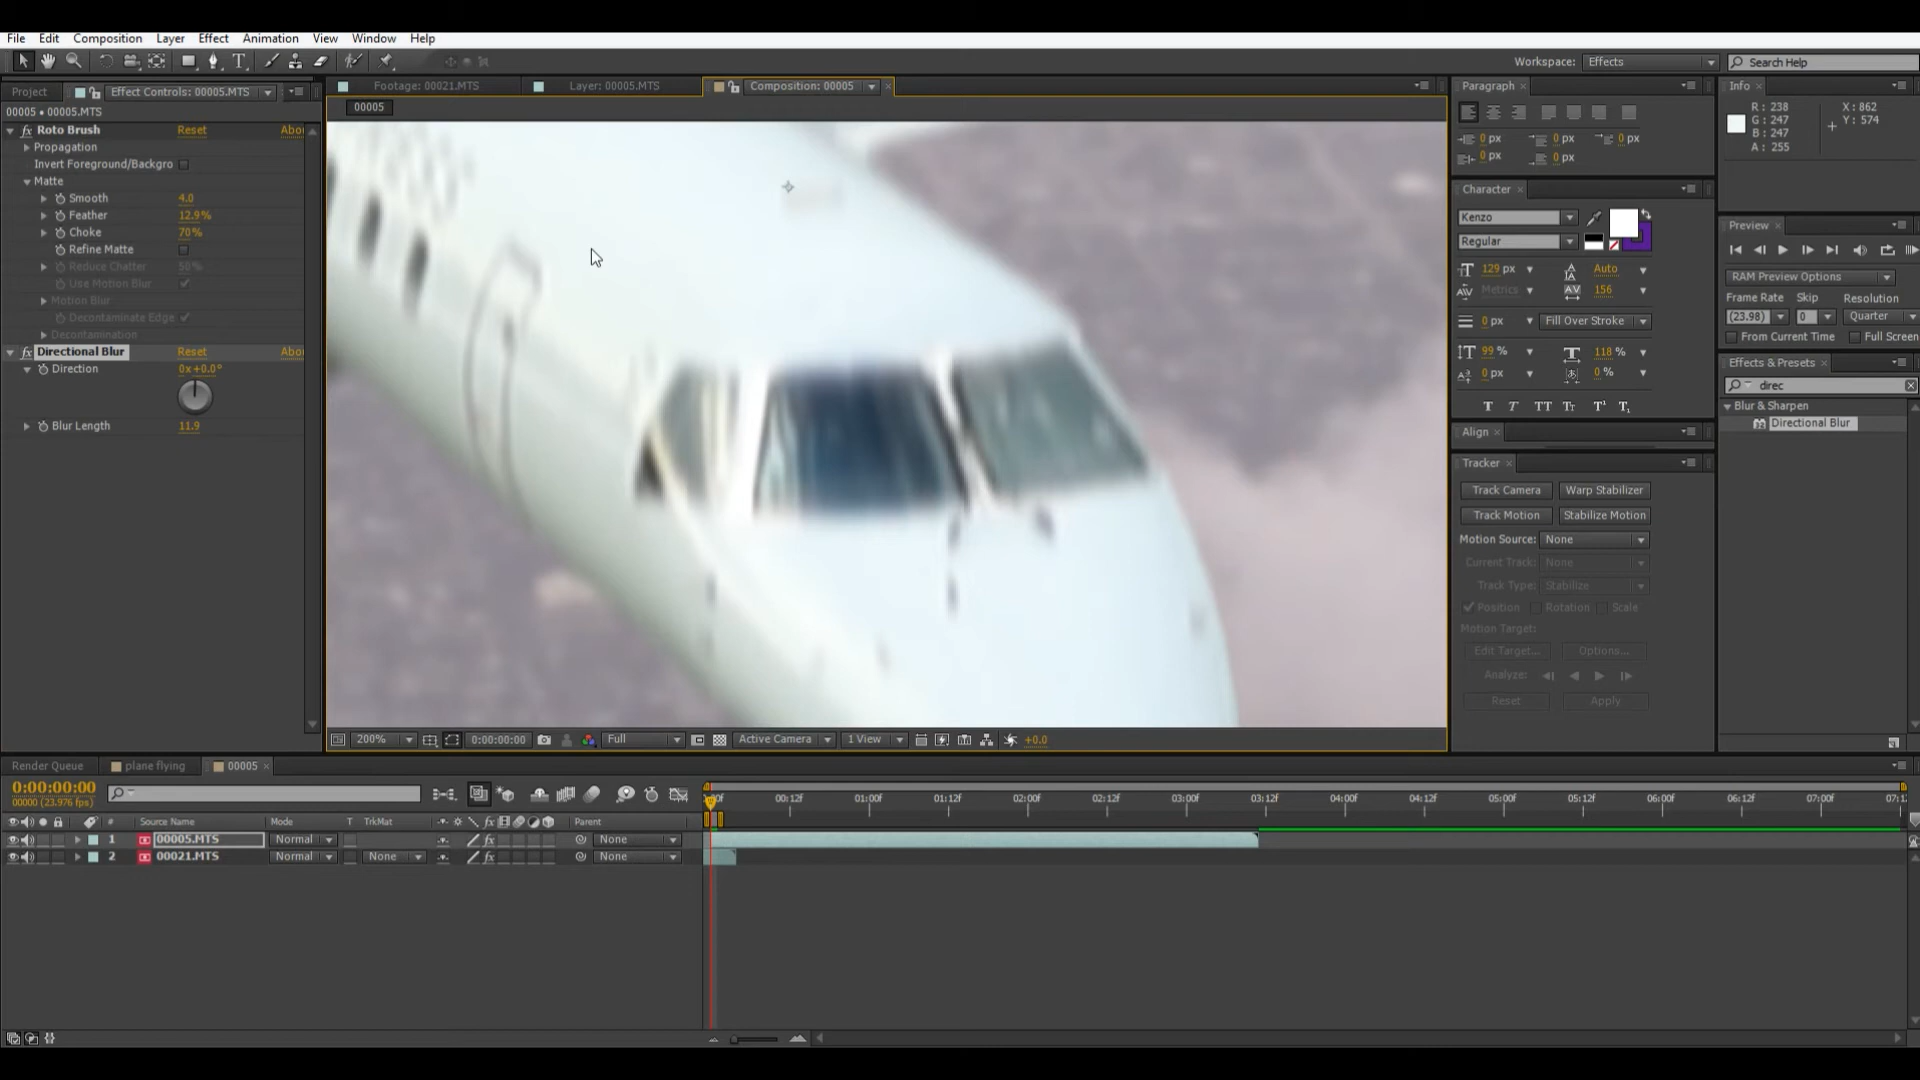 File Edit Composition Layer Effect Animation View Window Help
Workspace: Effects Search Help
Project Effect Controls: 00005.MTS Footage: 00021.MTS Layer: 00005.MTS Composition: 00005 Paragraph Info
00005 • 00005.MTS 00005
R: 238 X: 862
G: 247 Y: 574
B: 247
A: 255
Roto Brush Reset Abo
Propagation
Invert Foreground/Backgro
Matte
Smooth 4.0
Feather 12.9%
Choke 70%
Refine Matte
Reduce Chatter 50%
Use Motion Blur
Motion Blur
Decontaminate Edge
Decontamination
Directional Blur Reset Abo
Direction 0x+0.0°
Blur Length 11.9
0 px 0 px 0 px
0 px 0 px
Character
Kenzo
Regular
129 px Auto
Metrics 156
0 px Fill Over Stroke
99 % 118 %
0 px 0 %
T T TT Tr T¹ T₁
Align
Tracker
Track Camera Warp Stabilizer
Track Motion Stabilize Motion
Motion Source: None
Current Track: None
Track Type: Stabilize
Position Rotation Scale
Motion Target:
Edit Target... Options...
Analyze:
Reset Apply
Preview
RAM Preview Options
Frame Rate Skip Resolution
(23.98) 0 Quarter
From Current Time Full Screen
Effects & Presets
direc
Blur & Sharpen
Directional Blur
200% 0:00:00:00 Full Active Camera 1 View +0.0
Render Queue plane flying 00005
0:00:00:00
00000 (23.976 fps)
00:12f 01:00f 01:12f 02:00f 02:12f 03:00f 03:12f 04:00f 04:12f 05:00f 05:12f 06:00f 06:12f 07:00f
# Source Name Mode T TrkMat Parent
1 00005.MTS Normal None
2 00021.MTS Normal None None